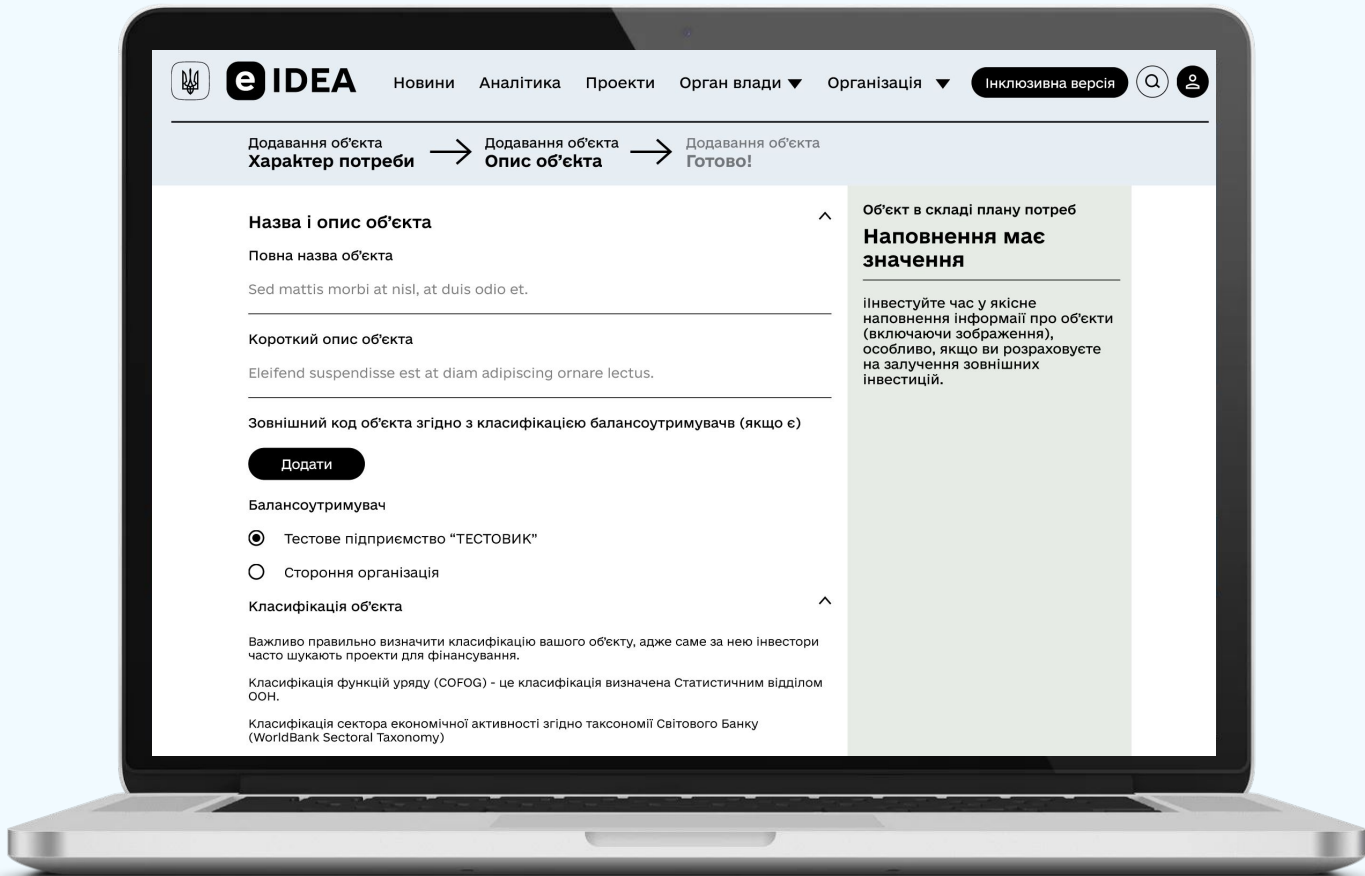 e IDEA
Новини Аналітика Проекти Орган влади ▼ Організація ▼ Інклюзивна версія
Додавання об’єкта
Характер потреби
Додавання об’єкта
Опис об’єкта
Додавання об’єкта
Готово!
Назва і опис об’єкта
Повна назва об’єкта
Sed mattis morbi at nisl, at duis odio et.
Короткий опис об’єкта
Eleifend suspendisse est at diam adipiscing ornare lectus.
Зовнішний код об’єкта згідно з класифікацією балансоутримувачв (якщо є)
Додати
Балансоутримувач
Тестове підприємство “ТЕСТОВИК”
Стороння організація
Класифікація об’єкта
Важливо правильно визначити класифікацію вашого об’єкту, адже саме за нею інвестори
часто шукають проекти для фінансування.
Класифікація функцій уряду (COFOG) - це класифікація визначена Статистичним відділом
ООН.
Класифікація сектора економічної активності згідно таксономії Світового Банку
(WorldBank Sectoral Taxonomy)
Об’єкт в складі плану потреб
Наповнення має
значення
іІнвестуйте час у якісне
наповнення інформаії про об’єкти
(включаючи зображення),
особливо, якщо ви розраховуєте
на залучення зовнішних
інвестицій.